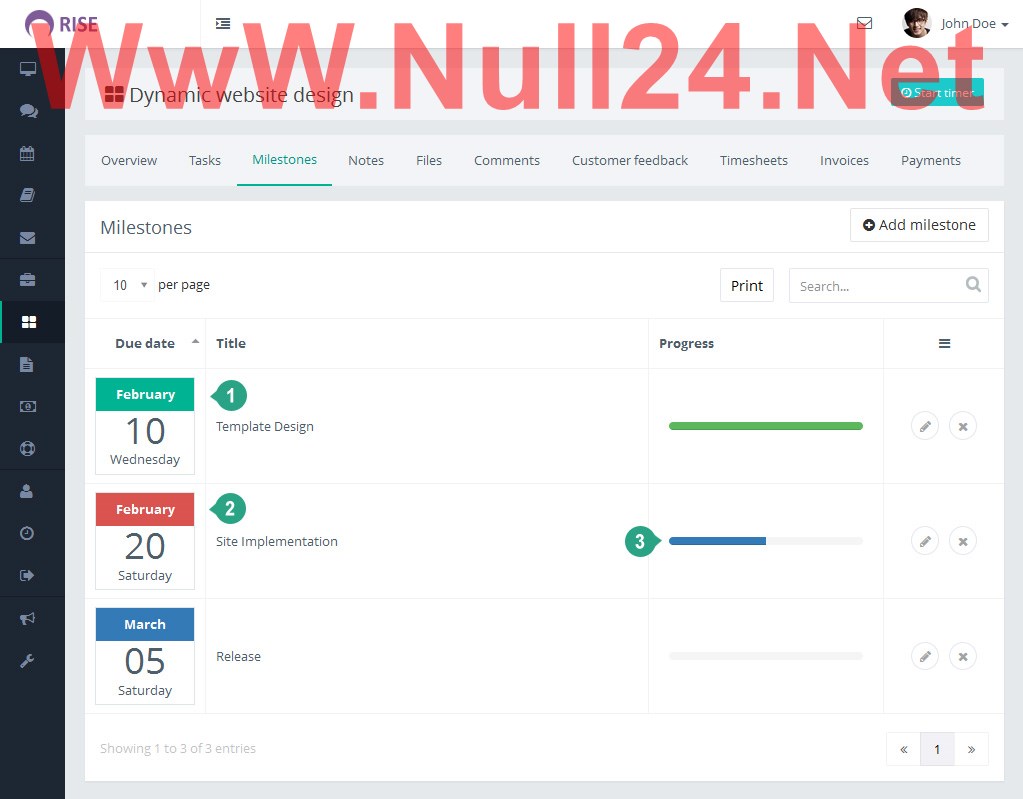 RISE
John Doe
WwW.Null24.Net
Dynamic website design
Start timer
Overview Tasks Milestones Notes Files Comments Customer feedback Timesheets Invoices Payments
Milestones
Add milestone
10 per page
Print
Search...
Due date Title Progress
February
10
Wednesday
1
Template Design
February
20
Saturday
2
Site Implementation
3
March
05
Saturday
Release
Showing 1 to 3 of 3 entries
« 1 »